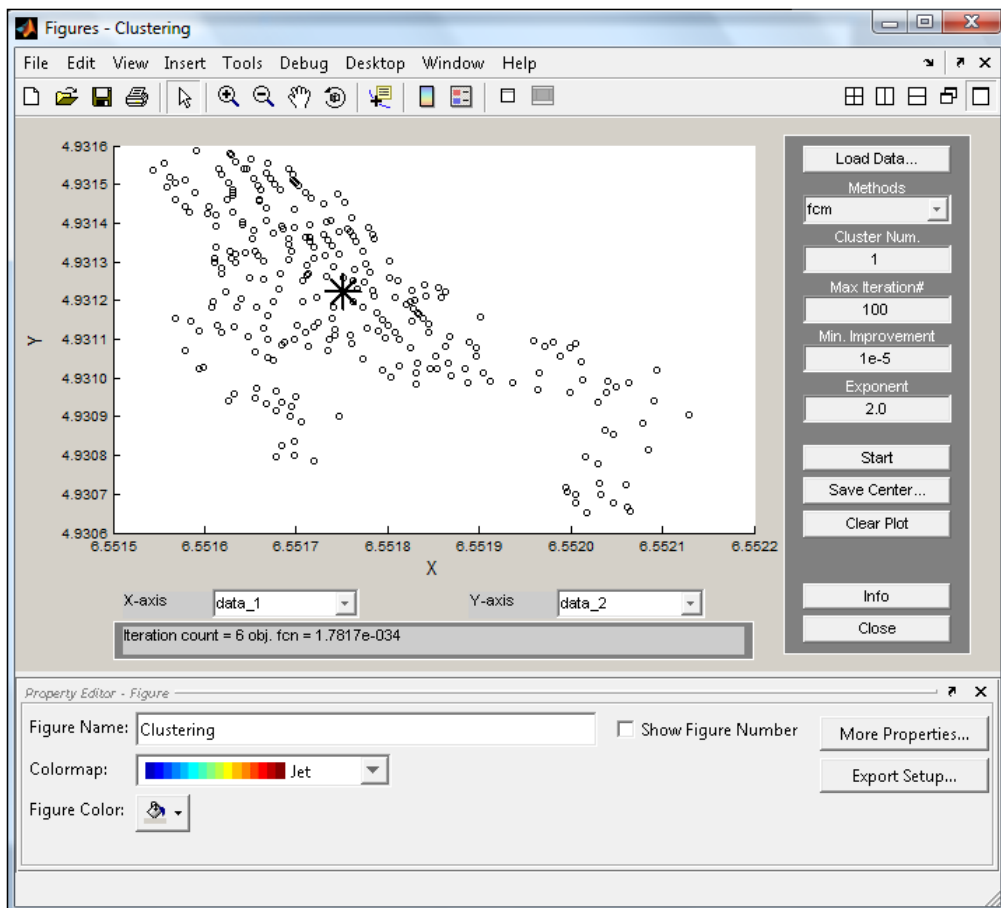 Figures - Clustering
File Edit View Insert Tools Debug Desktop Window Help
4.9316
4.9315
4.9314
4.9313
4.9312
4.9311
4.9310
4.9309
4.9308
4.9307
4.9306
Y
6.5515 6.5516 6.5517 6.5518 6.5519 6.5520 6.5521 6.5522
X
X-axis data_1 Y-axis data_2
Iteration count = 6 obj. fcn = 1.7817e-034
Load Data...
Methods
fcm
Cluster Num.
1
Max Iteration#
100
Min. Improvement
1e-5
Exponent
2.0
Start
Save Center...
Clear Plot
Info
Close
Property Editor - Figure
Figure Name: Clustering Show Figure Number More Properties...
Colormap: Jet Export Setup...
Figure Color: